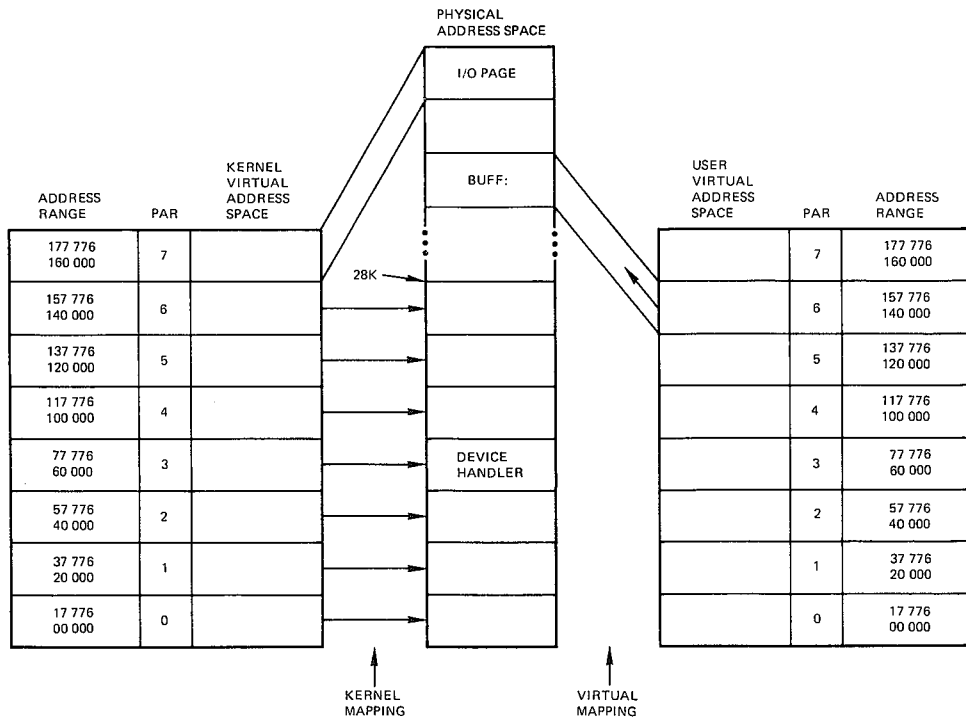 PHYSICAL
ADDRESS SPACE
I/O PAGE
BUFF:
28K
DEVICE
HANDLER
ADDRESS
RANGE
PAR
KERNEL
VIRTUAL
ADDRESS
SPACE
177 776
160 000
7
157 776
140 000
6
137 776
120 000
5
117 776
100 000
4
77 776
60 000
3
57 776
40 000
2
37 776
20 000
1
17 776
00 000
0
USER
VIRTUAL
ADDRESS
SPACE
PAR
ADDRESS
RANGE
7
177 776
160 000
6
157 776
140 000
5
137 776
120 000
4
117 776
100 000
3
77 776
60 000
2
57 776
40 000
1
37 776
20 000
0
17 776
00 000
KERNEL
MAPPING
VIRTUAL
MAPPING